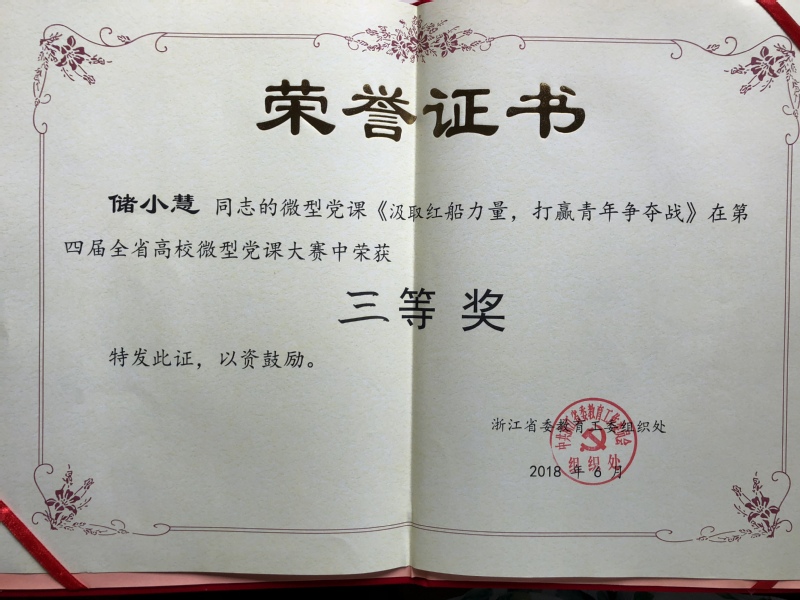 荣誉证书
储小慧 同志的微型党课《汲取红船力量，打赢青年争夺战》在第
四届全省高校微型党课大赛中荣获
三等奖
特发此证，以资鼓励。
浙江省委教育工委组织处
2018 年 6 月
组织处